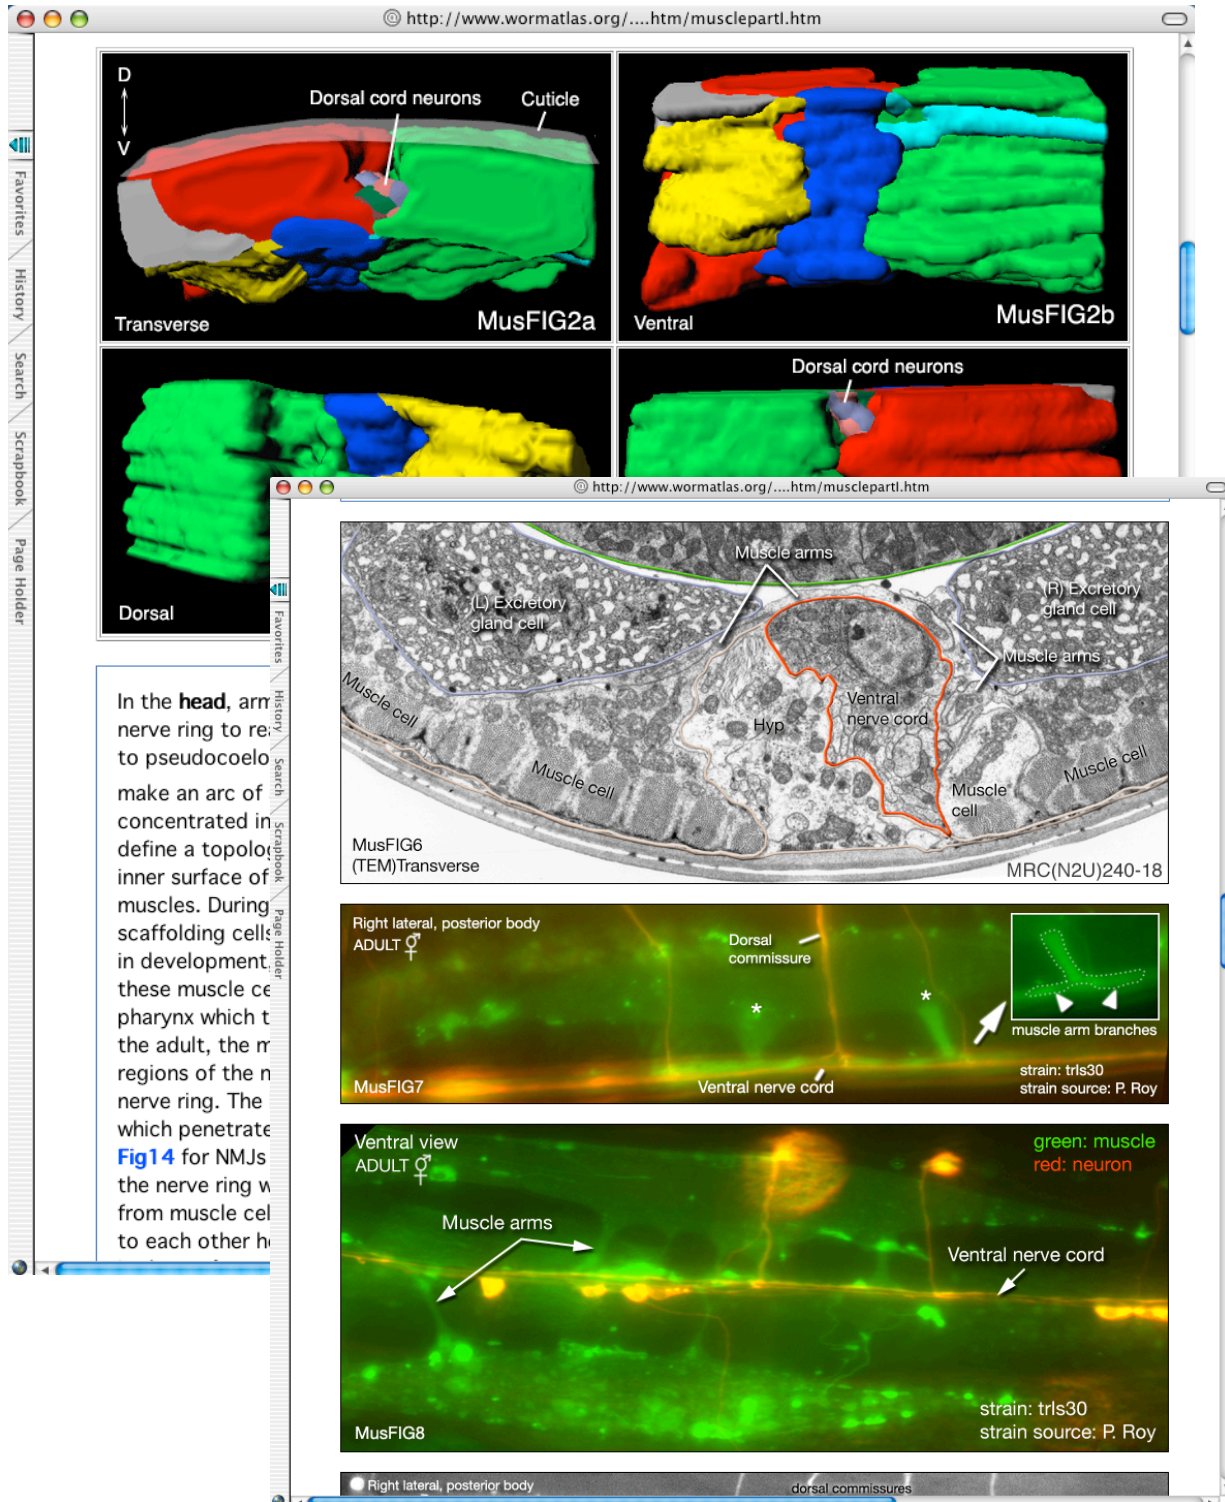 @ http://www.wormatlas.org/....htm/musclepartI.htm
Favorites
History
Search
Scrapbook
Page Holder
D
V
Dorsal cord neurons
Cuticle
Transverse
MusFIG2a
Ventral
MusFIG2b
Dorsal
Dorsal cord neurons
In the head, arm
nerve ring to re
to pseudocoelo
make an arc of
concentrated in
define a topolog
inner surface of
muscles. During
scaffolding cells
in development,
these muscle ce
pharynx which t
the adult, the m
regions of the n
nerve ring. The
which penetrate
Fig14 for NMJs
the nerve ring w
from muscle cel
to each other he
@ http://www.wormatlas.org/....htm/musclepartI.htm
Favorites
History
Search
Scrapbook
Page Holder
Muscle arms
(L) Excretory
gland cell
(R) Excretory
gland cell
Muscle arms
Muscle cell
Ventral
nerve cord
Hyp
Muscle cell
Muscle
cell
Muscle cell
MusFIG6
(TEM)Transverse
MRC(N2U)240-18
Right lateral, posterior body
ADULT ⚥
Dorsal
commissure
*
*
muscle arm branches
MusFIG7
Ventral nerve cord
strain: trIs30
strain source: P. Roy
Ventral view
ADULT ⚥
green: muscle
red: neuron
Muscle arms
Ventral nerve cord
MusFIG8
strain: trIs30
strain source: P. Roy
Right lateral, posterior body
dorsal commissures